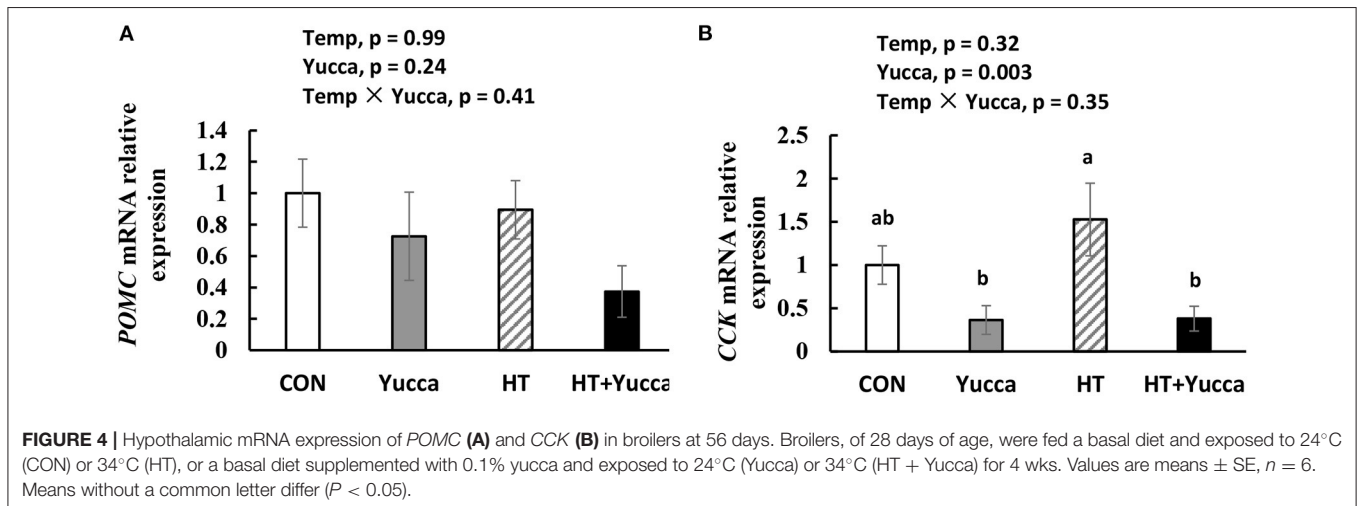 A
Temp, p = 0.99
Yucca, p = 0.24
Temp × Yucca, p = 0.41
POMC mRNA relative
expression
1.4
1.2
1
0.8
0.6
0.4
0.2
0
CON Yucca HT HT+Yucca
B
Temp, p = 0.32
Yucca, p = 0.003
Temp × Yucca, p = 0.35
CCK mRNA relative
expression
2.5
2
1.5
1
0.5
0
ab
b
a
b
CON Yucca HT HT+Yucca
FIGURE 4 | Hypothalamic mRNA expression of POMC (A) and CCK (B) in broilers at 56 days. Broilers, of 28 days of age, were fed a basal diet and exposed to 24°C
(CON) or 34°C (HT), or a basal diet supplemented with 0.1% yucca and exposed to 24°C (Yucca) or 34°C (HT + Yucca) for 4 wks. Values are means ± SE, n = 6.
Means without a common letter differ (P < 0.05).